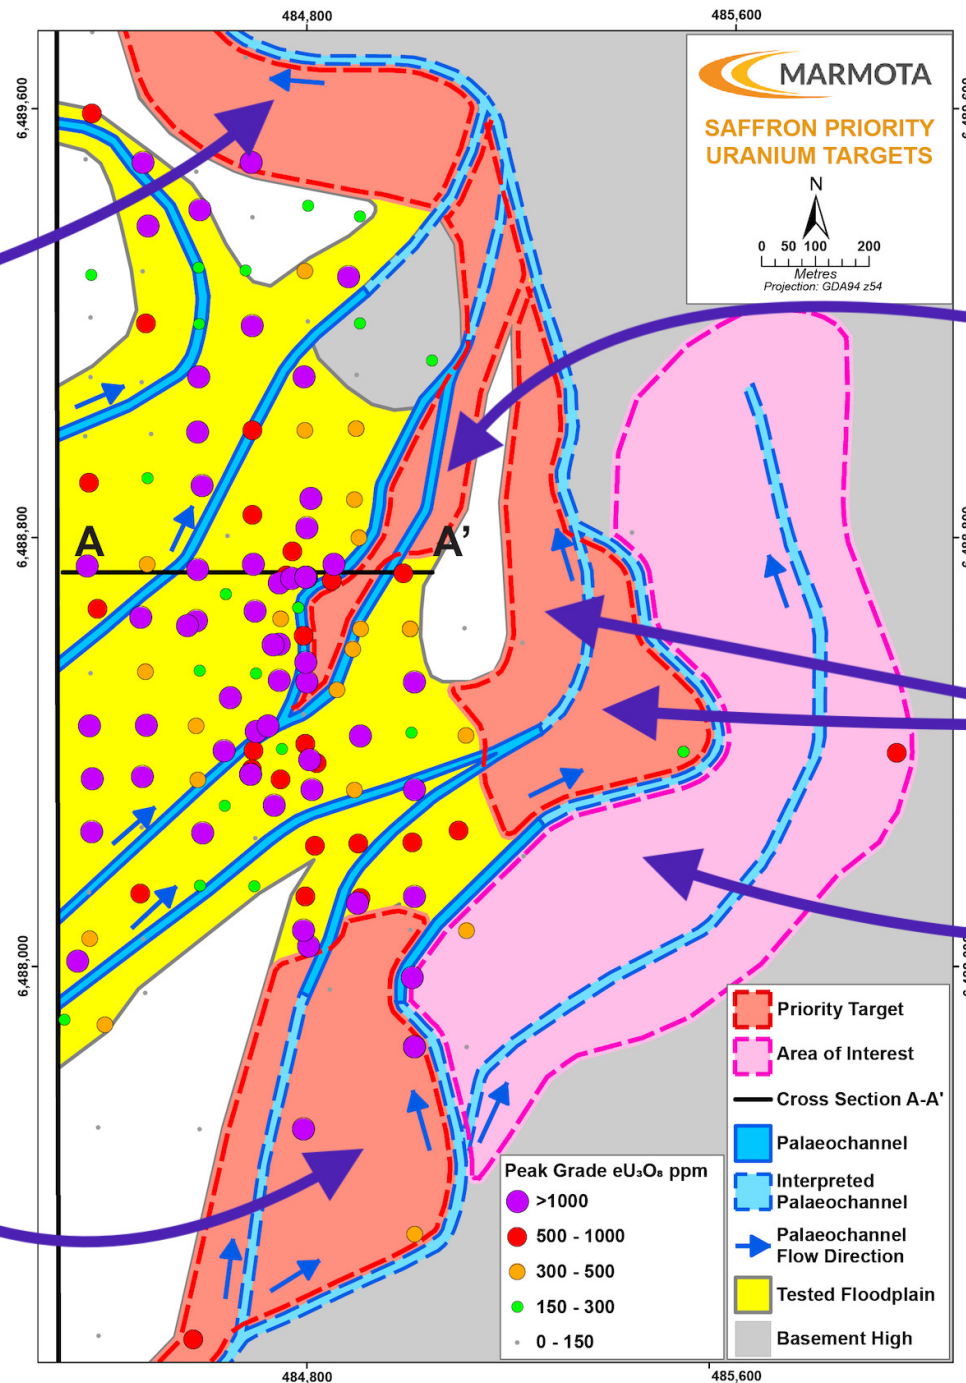 484,800
485,600
MARMOTA
SAFFRON PRIORITY
URANIUM TARGETS
N
0 50 100 200
Metres
Projection: GDA94 z54
6,489,600
6,488,800
A
A'
6,488,000
Priority Target
Area of Interest
Cross Section A-A'
Palaeochannel
Interpreted
Palaeochannel
Palaeochannel
Flow Direction
Tested Floodplain
Basement High
Peak Grade eU₃O₈ ppm
>1000
500 - 1000
300 - 500
150 - 300
0 - 150
484,800
485,600